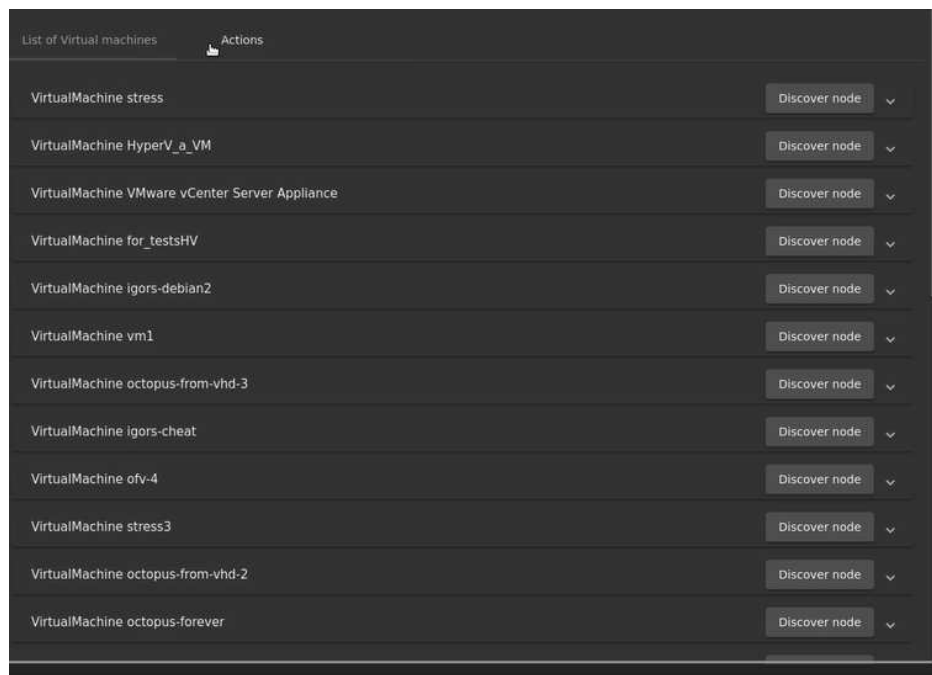 List of Virtual machines Actions
VirtualMachine stress Discover node
VirtualMachine HyperV_a_VM Discover node
VirtualMachine VMware vCenter Server Appliance Discover node
VirtualMachine for_testsHV Discover node
VirtualMachine igors-debian2 Discover node
VirtualMachine vm1 Discover node
VirtualMachine octopus-from-vhd-3 Discover node
VirtualMachine igors-cheat Discover node
VirtualMachine ofv-4 Discover node
VirtualMachine stress3 Discover node
VirtualMachine octopus-from-vhd-2 Discover node
VirtualMachine octopus-forever Discover node